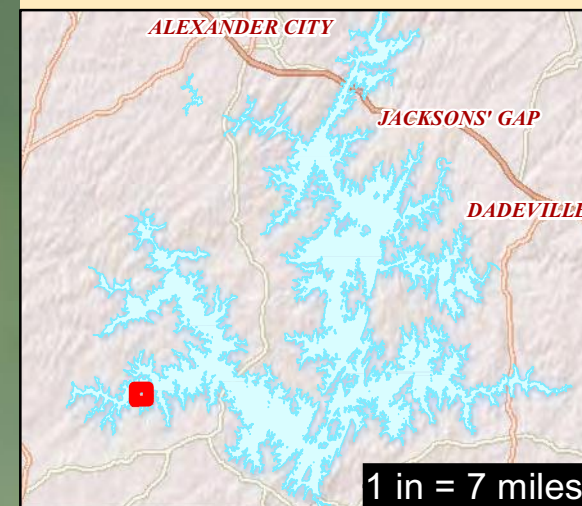 ALEXANDER CITY
JACKSONS' GAP
DADEVILLE
1 in = 7 miles